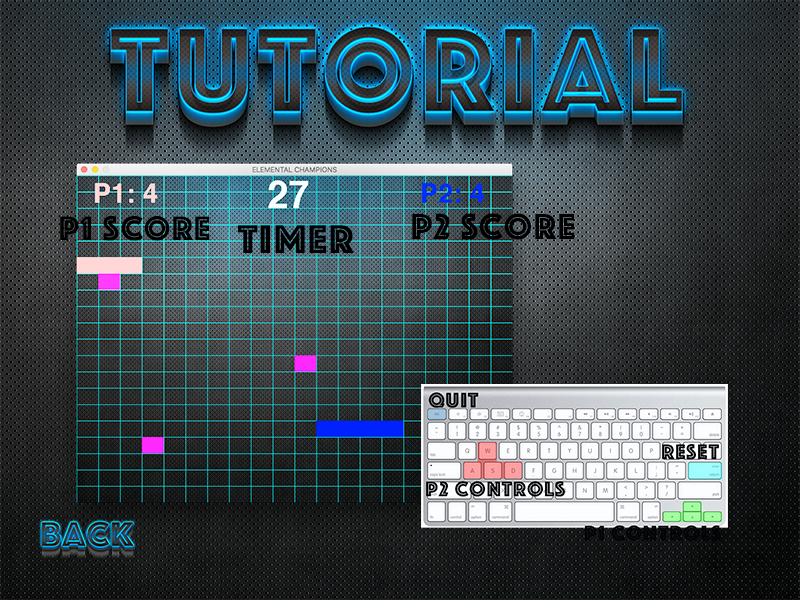 TUTORIAL
ELEMENTAL CHAMPIONS
P1: 4
27
P2: 4
P1 SCORE
TIMER
P2 SCORE
QUIT
Q W E R T Y U I O P
RESET
A S D F G H J K L
P2 CONTROLS
N M
P1 CONTROLS
BACK